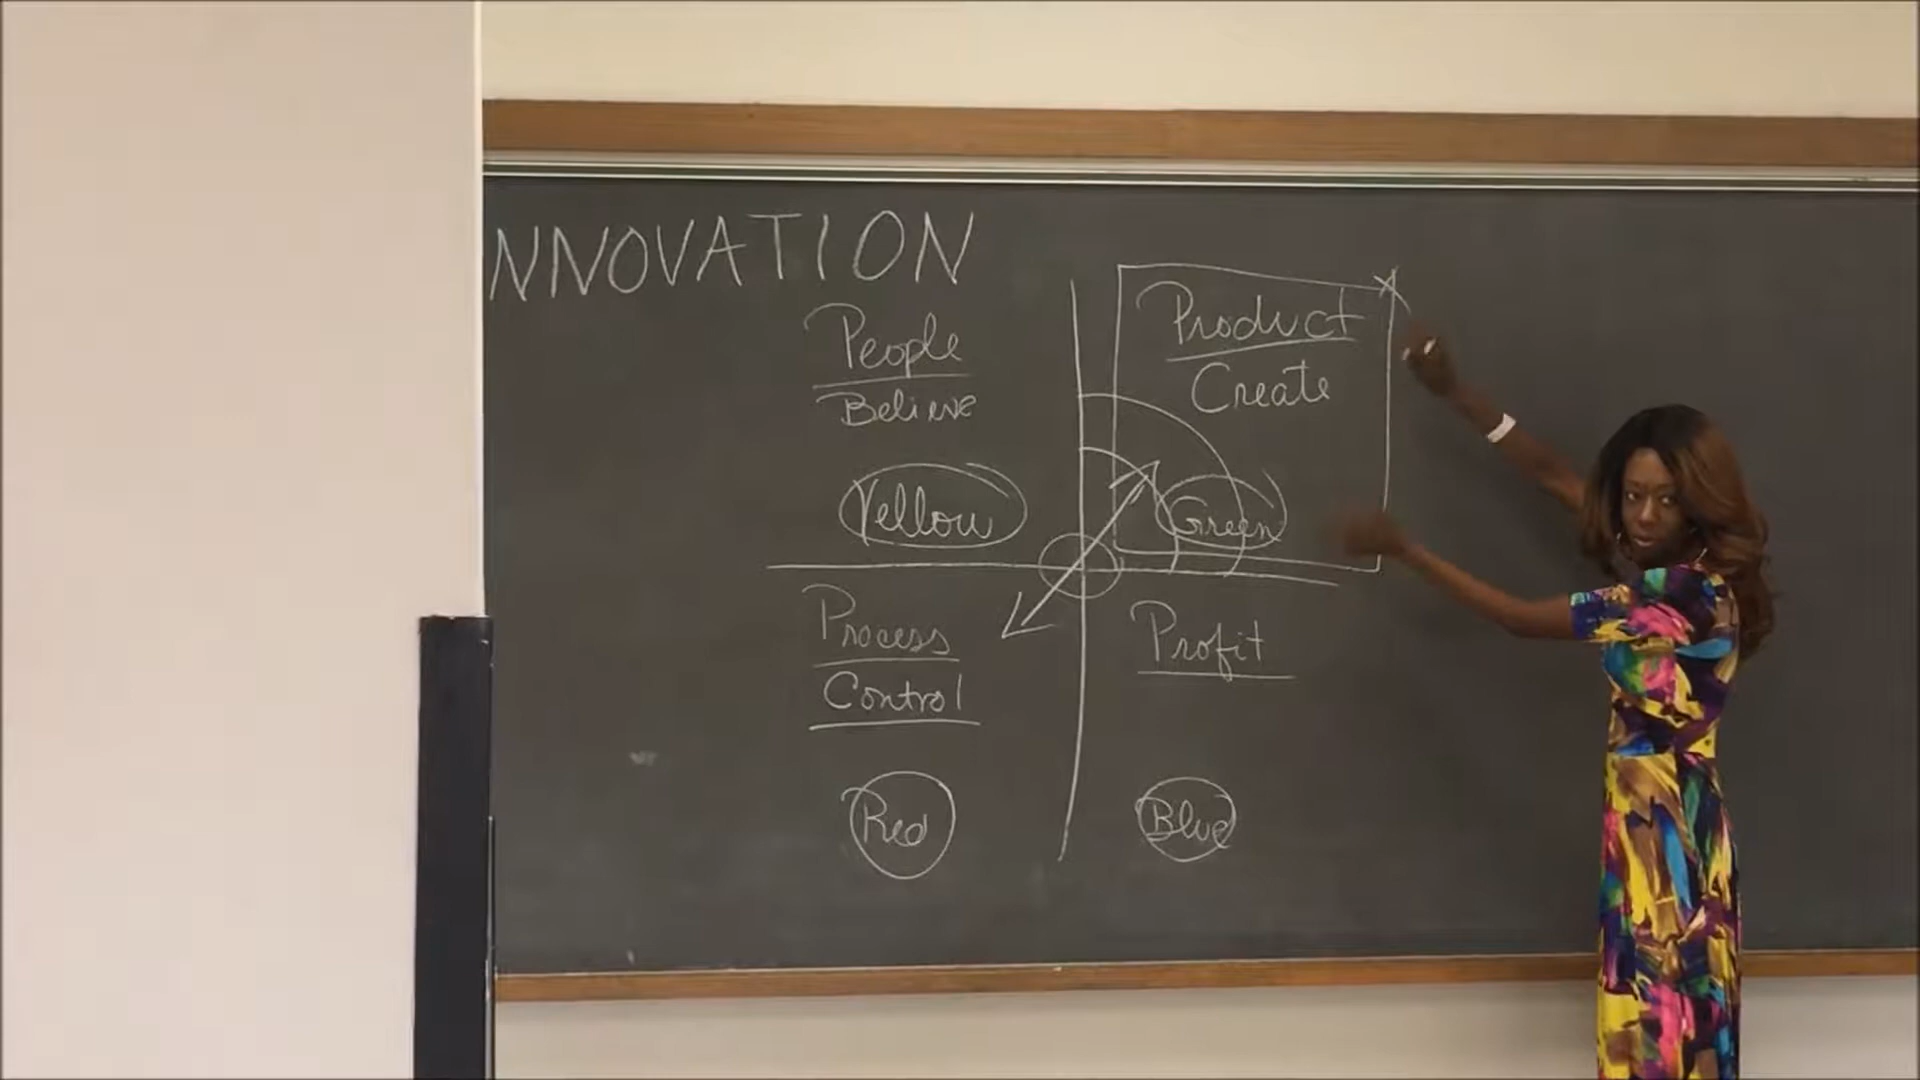 NNOVATION
People
Believe
Yellow
Product
Create
Green
Process
Control
Red
Profit
Blue